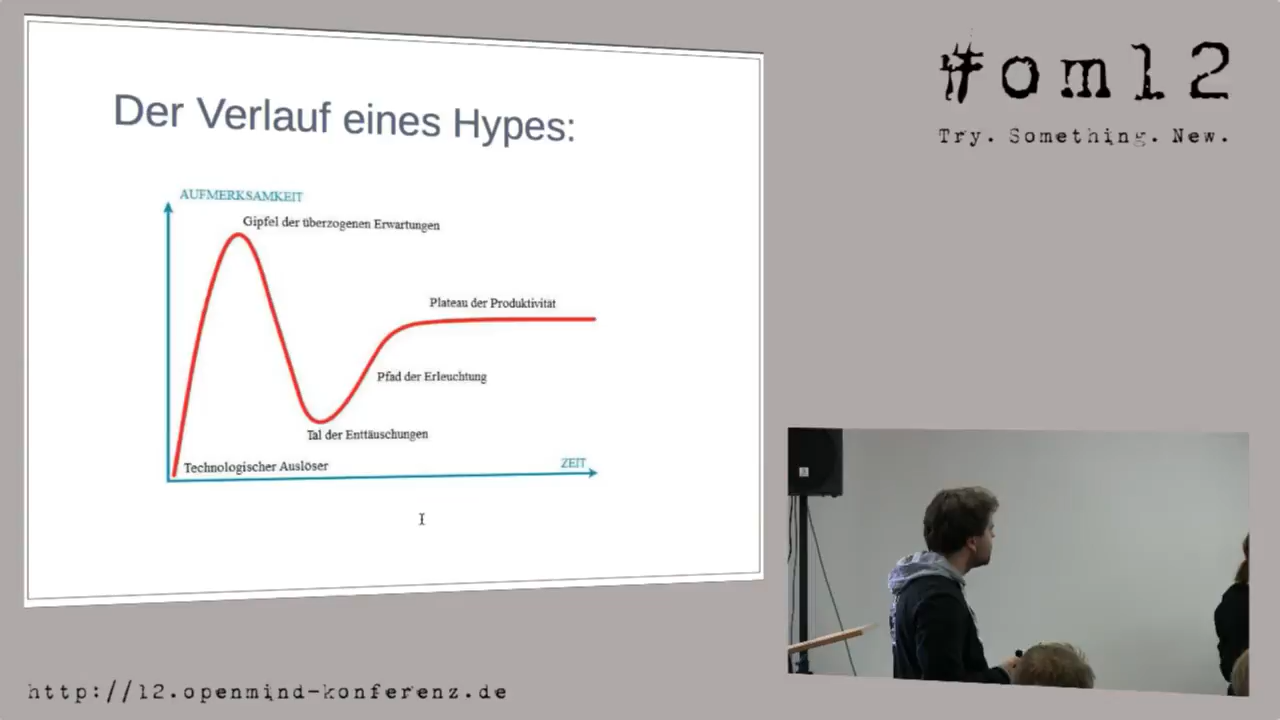 Der Verlauf eines Hypes:
AUFMERKSAMKEIT
Gipfel der überzogenen Erwartungen
Plateau der Produktivität
Pfad der Erleuchtung
Tal der Enttäuschungen
Technologischer Auslöser
ZEIT
#om12
Try. Something. New.
http://12.openmind-konferenz.de